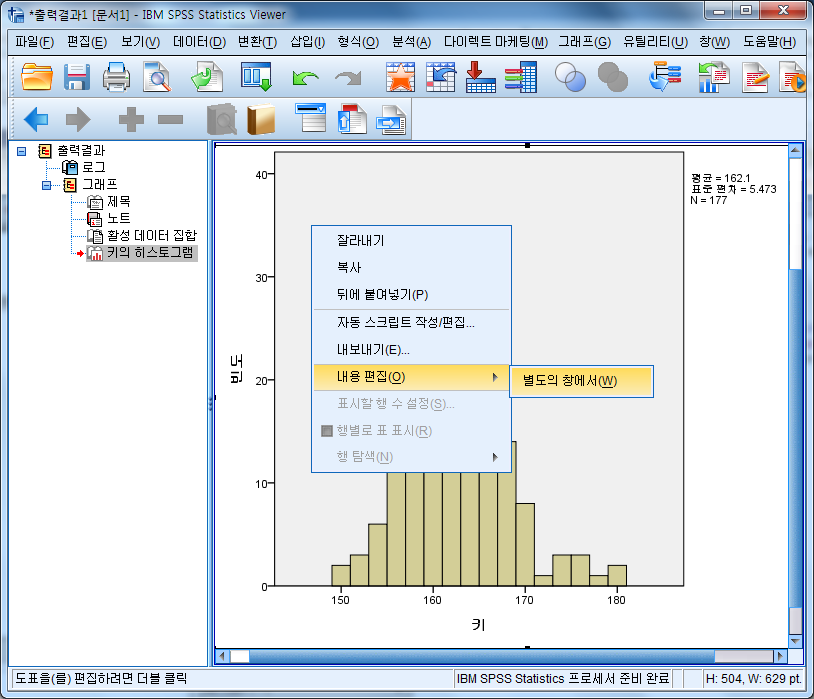 *출력결과1 [문서1] - IBM SPSS Statistics Viewer
파일(F) 편집(E) 보기(V) 데이터(D) 변환(T) 삽입(I) 형식(O) 분석(A) 다이렉트 마케팅(M) 그래프(G) 유틸리티(U) 창(W) 도움말(H)
출력결과
로그
그래프
제목
노트
활성 데이터 집합
키의 히스토그램
평균 = 162.1
표준 편차 = 5.473
N = 177
40
30
20
10
0
빈도
잘라내기
복사
뒤에 붙여넣기(P)
자동 스크립트 작성/편집...
내보내기(E)...
내용 편집(O)
별도의 창에서(W)
표시할 행 수 설정(S)...
행별로 표 표시(R)
행 탐색(N)
150 160 170 180
키
도표을(를) 편집하려면 더블 클릭
IBM SPSS Statistics 프로세서 준비 완료
H: 504, W: 629 pt.